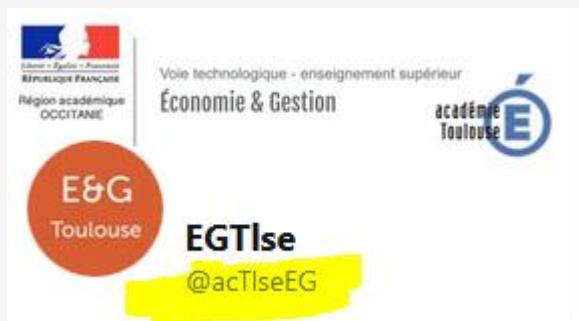 Liberté • Égalité • Fraternité
RÉPUBLIQUE FRANÇAISE
Région académique
OCCITANIE
Voie technologique - enseignement supérieur
Économie & Gestion
académie
Toulouse
É
E&G
Toulouse
EGTlse
@acTlseEG